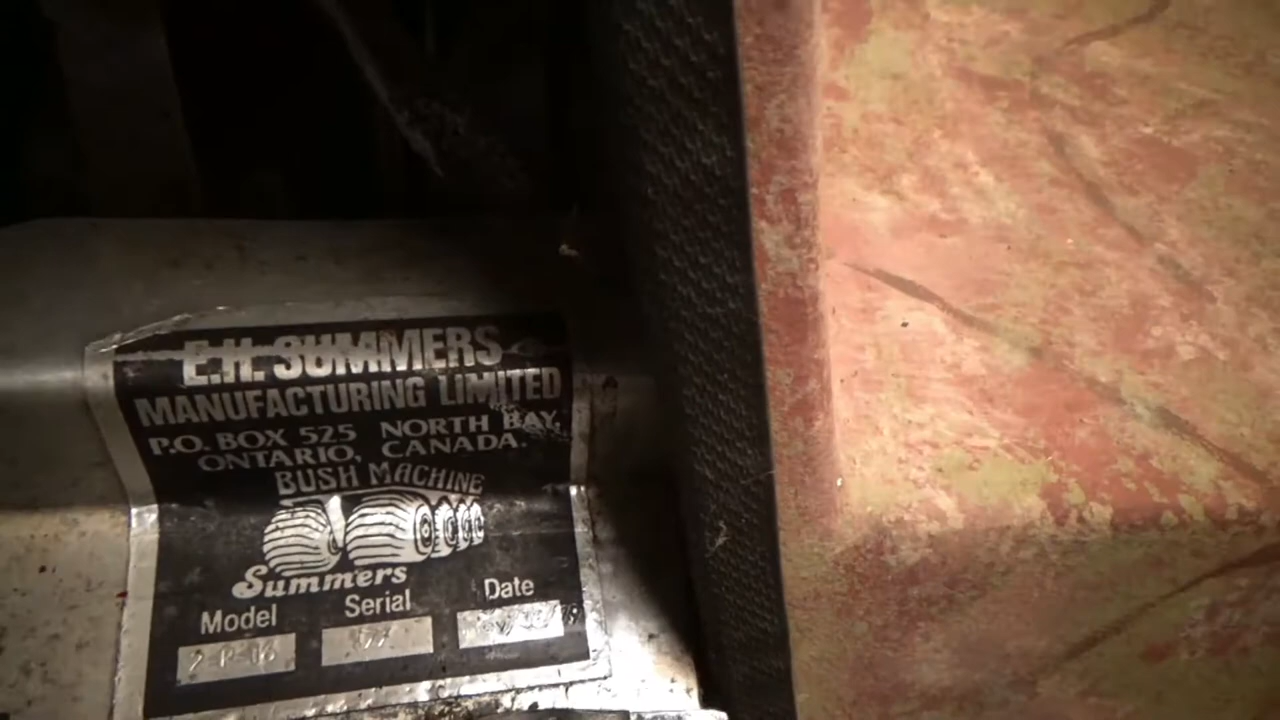 E.H. SUMMERS
MANUFACTURING LIMITED
P.O. BOX 525 NORTH BAY,
ONTARIO, CANADA.
BUSH MACHINE
Summers
Model Serial Date